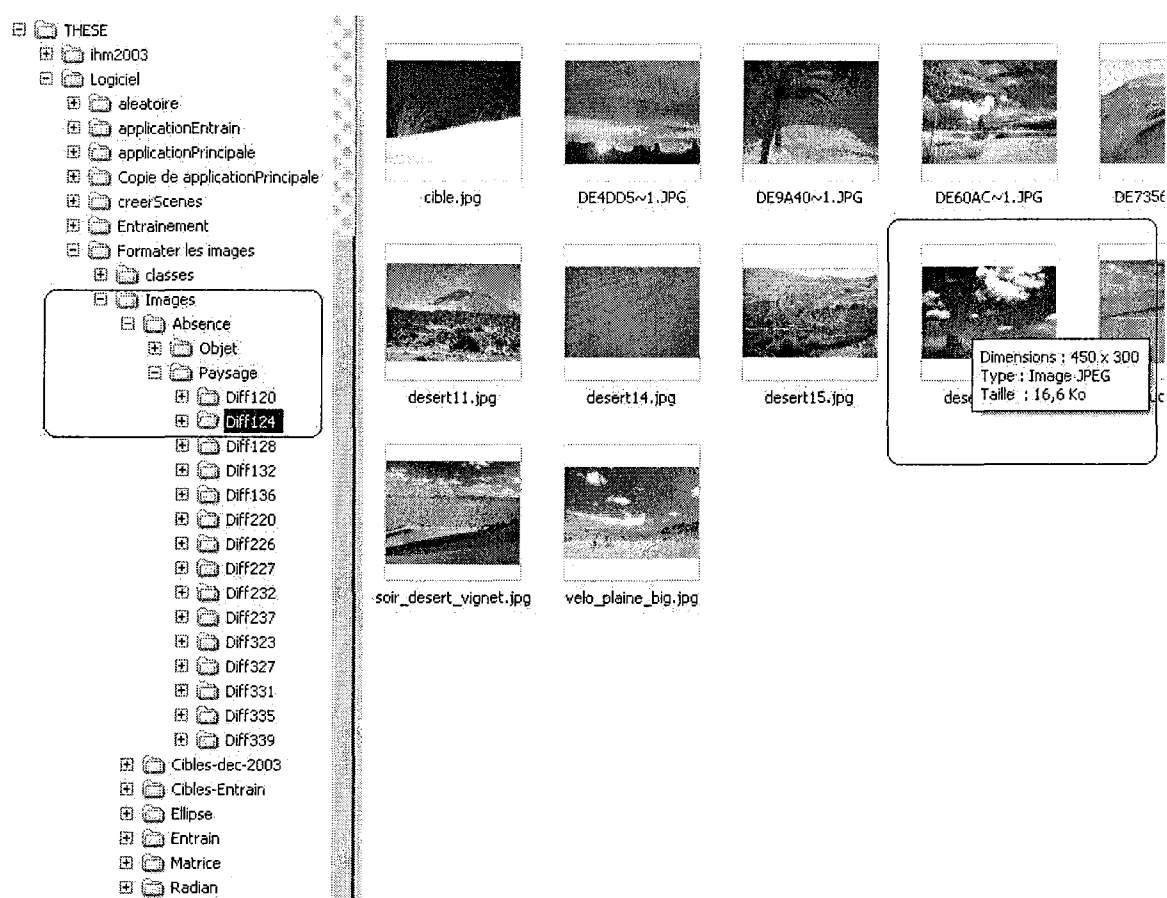 THESE
ihm2003
Logiciel
aleatoire
applicationEntrain
applicationPrincipale
Copie de applicationPrincipale
creerScenes
Entrainement
Formater les images
classes
Images
Absence
Objet
Paysage
Diff120
Diff124
Diff128
Diff132
Diff136
Diff220
Diff226
Diff227
Diff232
Diff237
Diff323
Diff327
Diff331
Diff335
Diff339
Cibles-dec-2003
Cibles-Entrain
Ellipse
Entrain
Matrice
Radian
cible.jpg DE4DD5~1.JPG DE9A40~1.JPG DE60AC~1.JPG DE7356
desert11.jpg desert14.jpg desert15.jpg dese
Dimensions : 450 x 300
Type : Image JPEG
Taille : 16,6 Ko
soir_desert_vignet.jpg velo_plaine_big.jpg